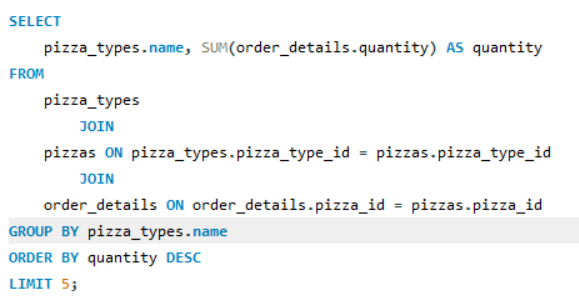 SELECT
    pizza_types.name, SUM(order_details.quantity) AS quantity
FROM
    pizza_types
        JOIN
    pizzas ON pizza_types.pizza_type_id = pizzas.pizza_type_id
        JOIN
    order_details ON order_details.pizza_id = pizzas.pizza_id
GROUP BY pizza_types.name
ORDER BY quantity DESC
LIMIT 5;